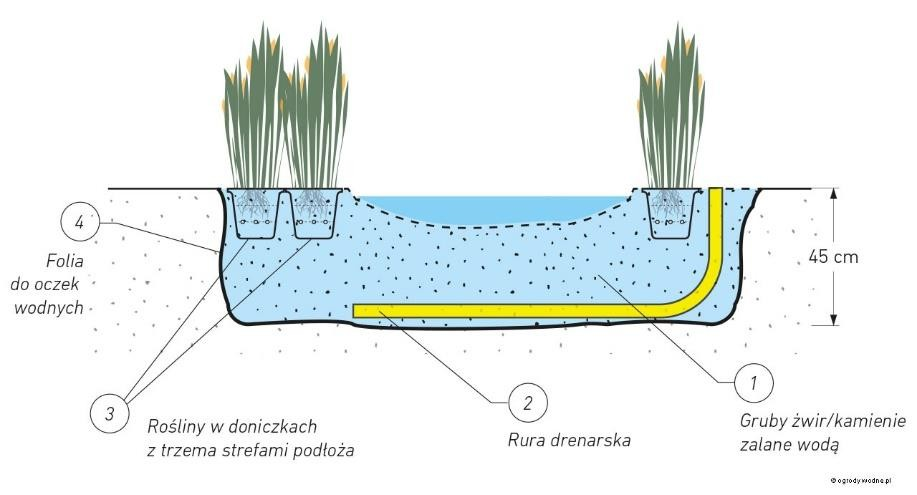 4
Folia
do oczek
wodnych
45 cm
3
Rośliny w doniczkach
z trzema strefami podłoża
2
Rura drenarska
1
Gruby żwir/kamienie
zalane wodą
© ogrodywodne.pl